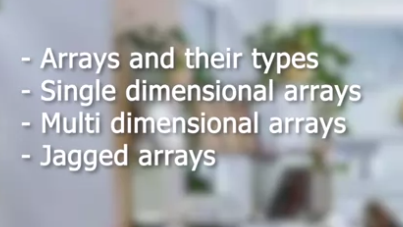 - Arrays and their types
- Single dimensional arrays
- Multi dimensional arrays
- Jagged arrays